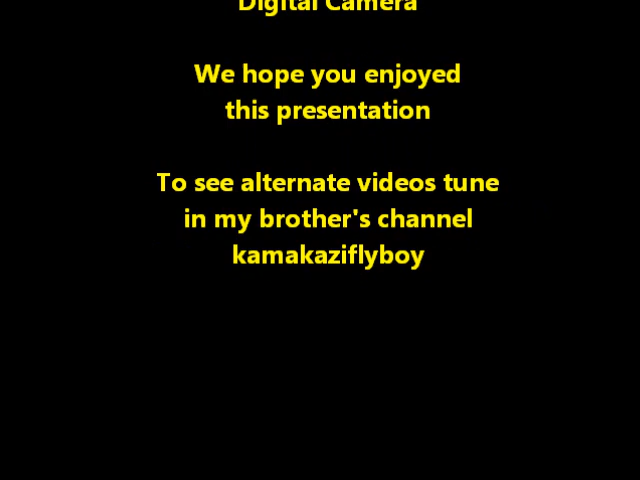 Digital Camera
We hope you enjoyed
this presentation
To see alternate videos tune
in my brother's channel
kamakaziflyboy